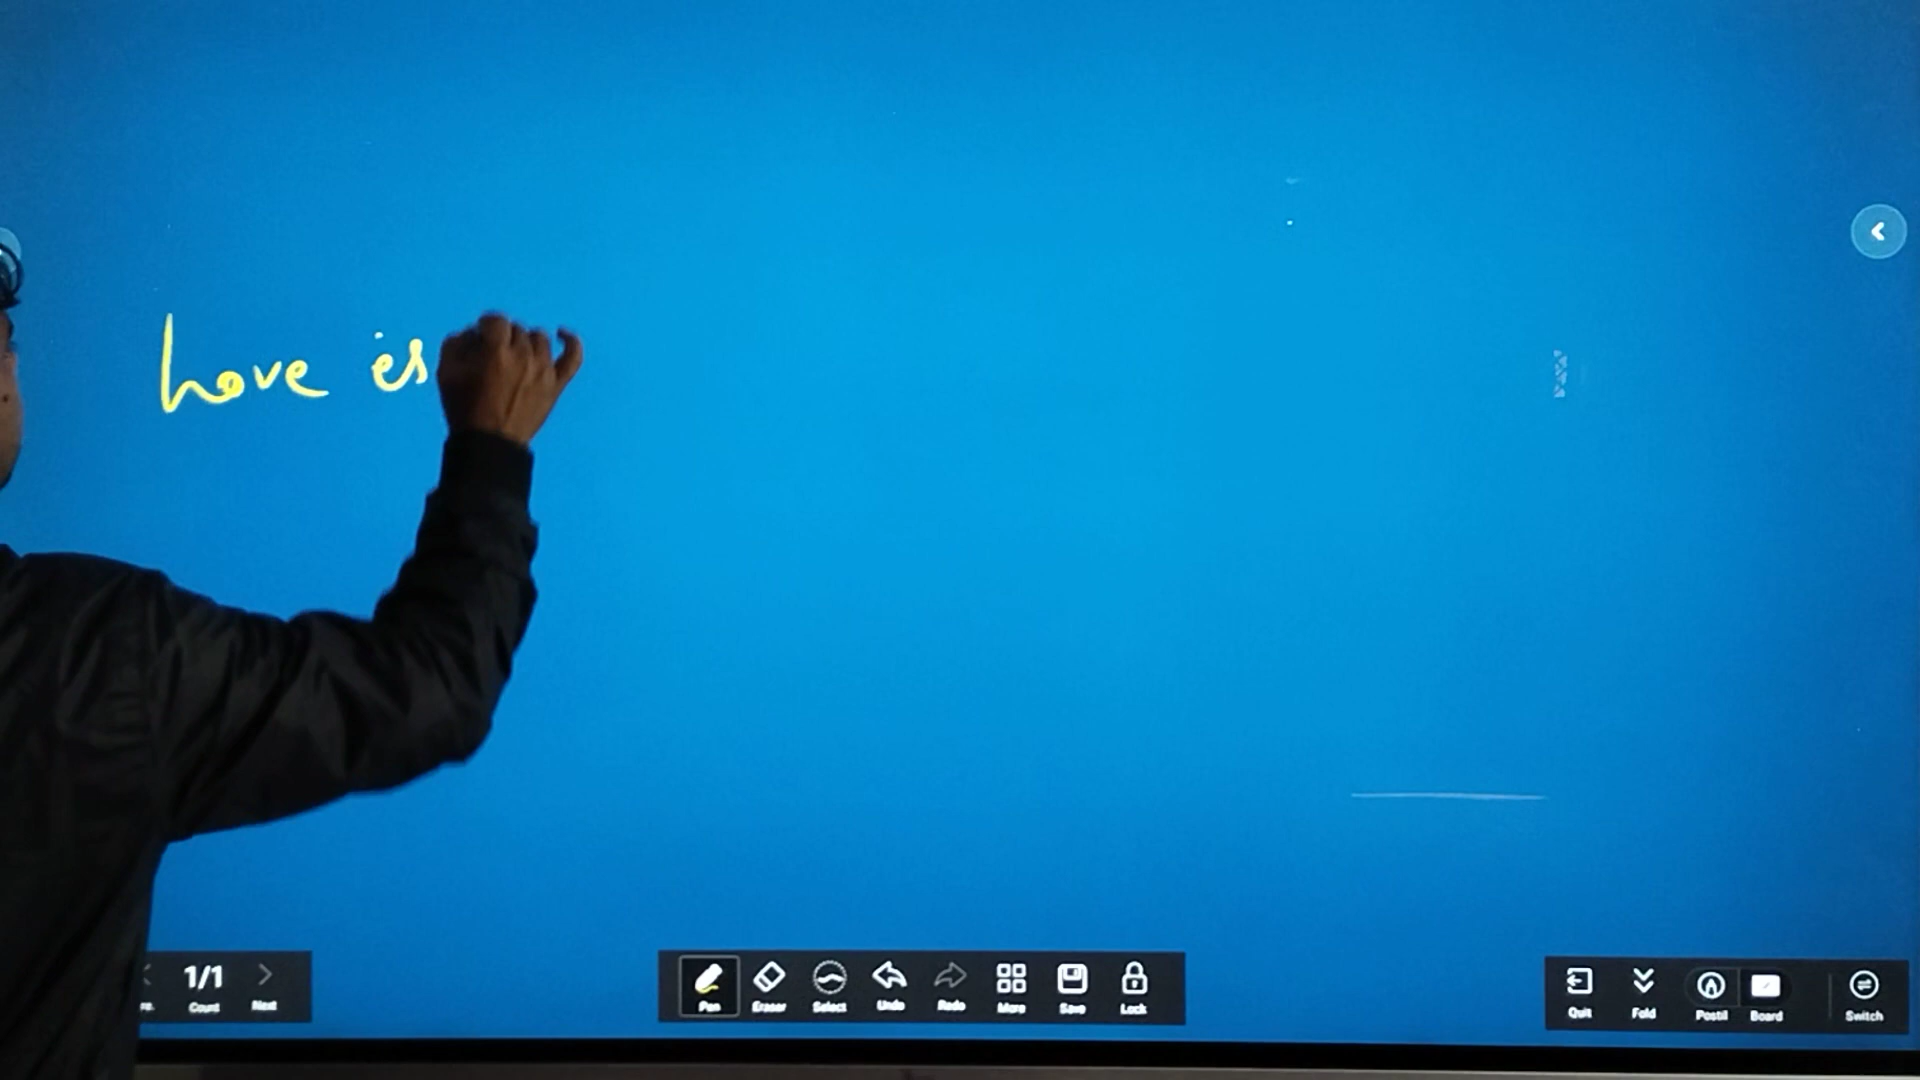 Love is
1/1
Count
Next
Pen Eraser Select Undo Redo More Save Lock
Quit Fold Postil Board Switch